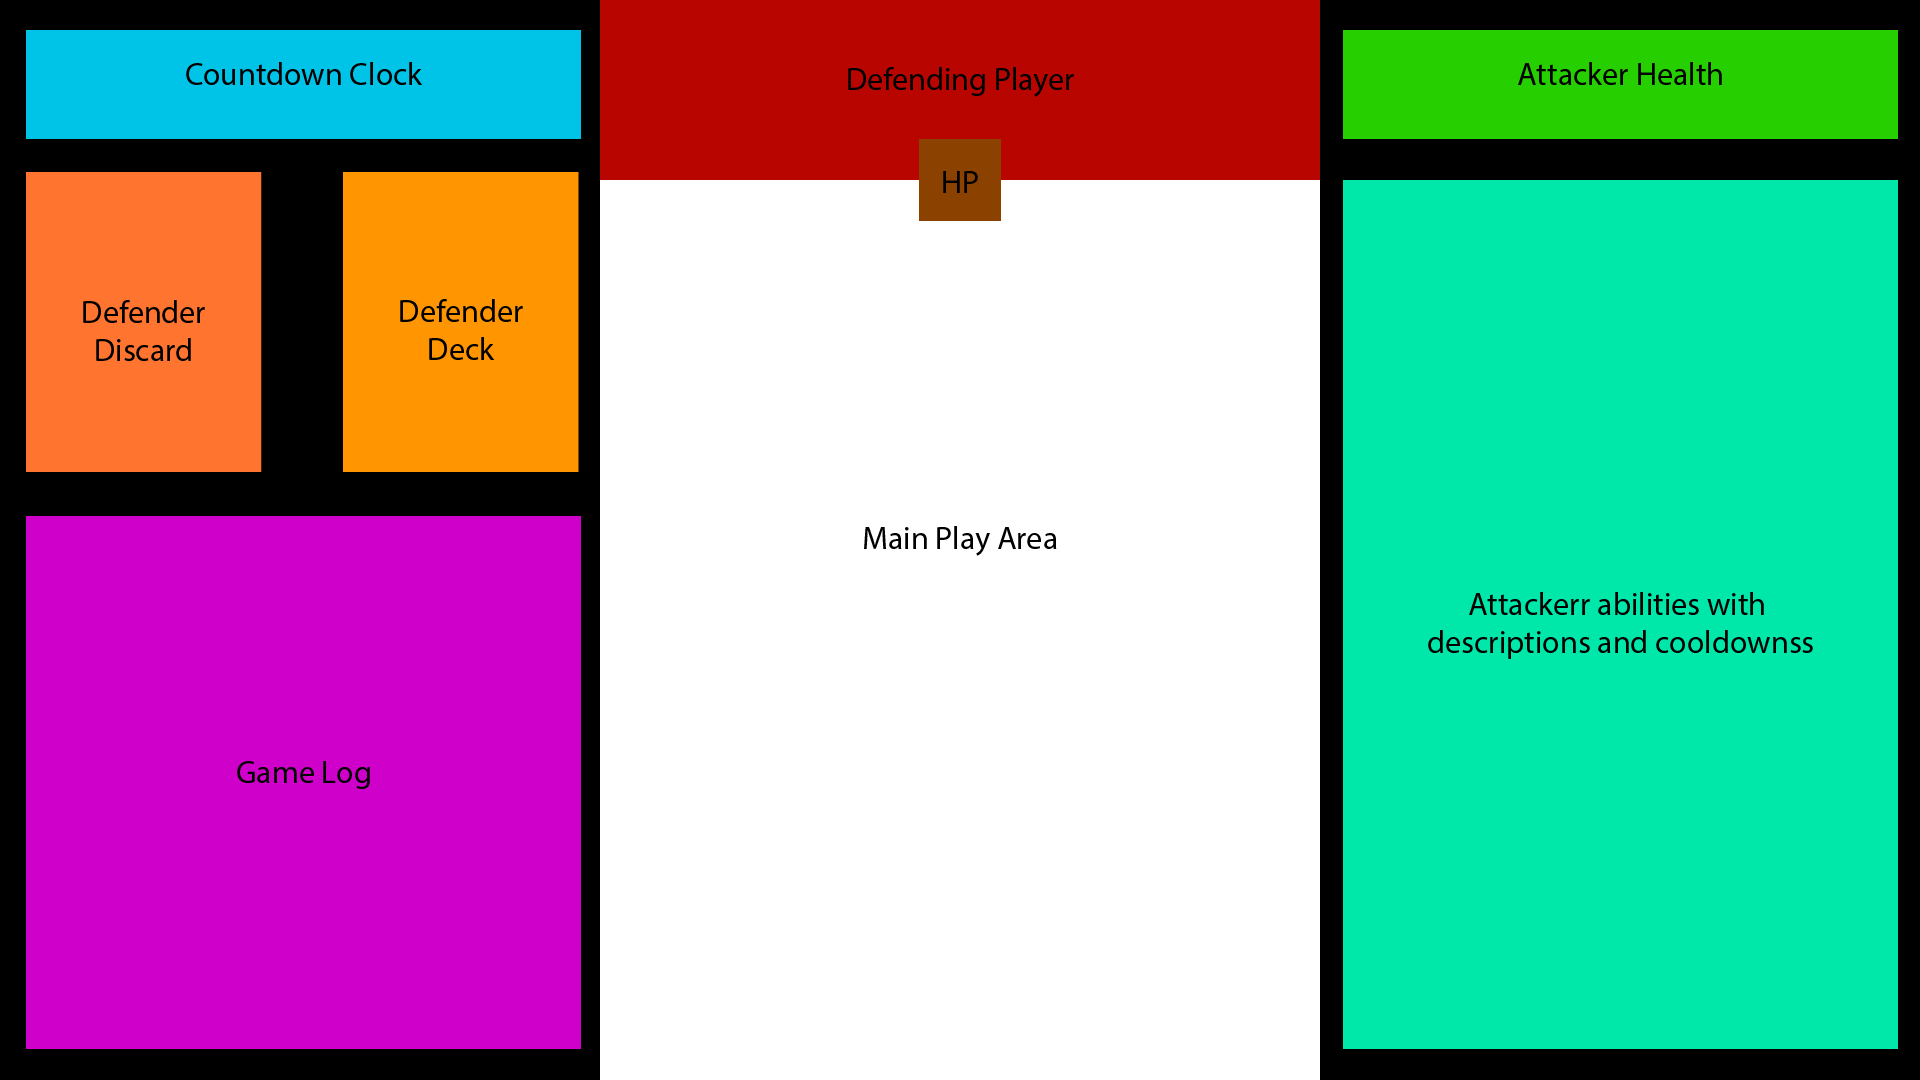 Countdown Clock
Defending Player
Attacker Health
HP
Defender
Discard
Defender
Deck
Main Play Area
Attackerr abilities with
descriptions and cooldownss
Game Log